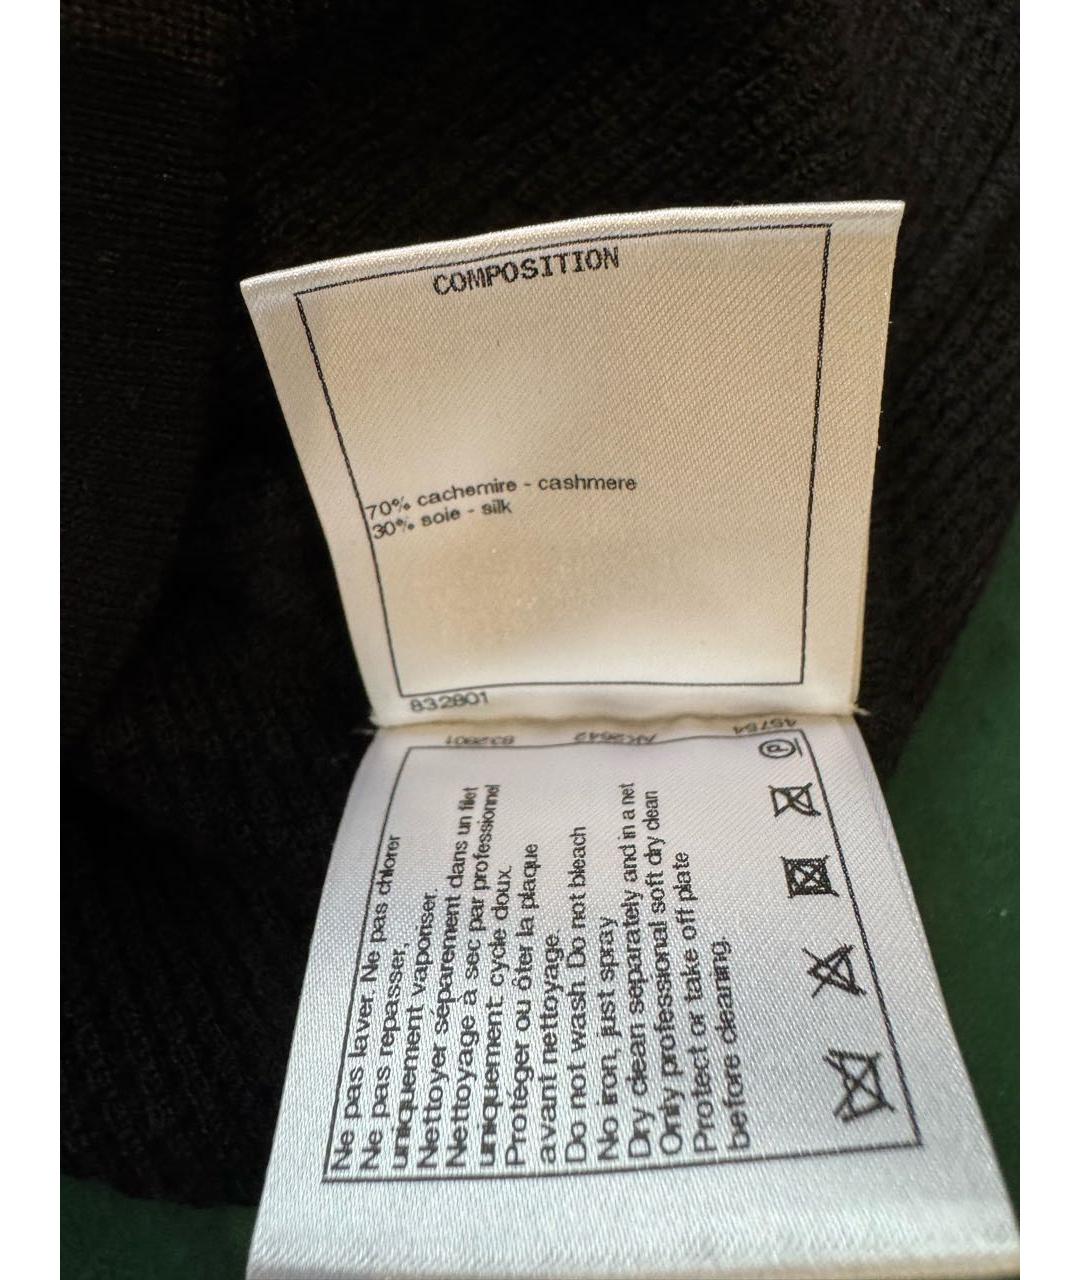 COMPOSITION
70% cachemire - cashmere
30% soie - silk
832801
832801 AK2542 45754
Ne pas laver. Ne pas chlorer
Ne pas repasser,
uniquement vaporiser.
Nettoyer séparement dans un filet
Nettoyage à sec par professionnel
uniquement cycle doux.
Protéger ou ôter la plaque
avant nettoyage.
Do not wash Do not bleach
No iron, just spray
Dry clean separately and in a net
Only professional soft dry clean
Protect or take off plate
before cleaning.
P